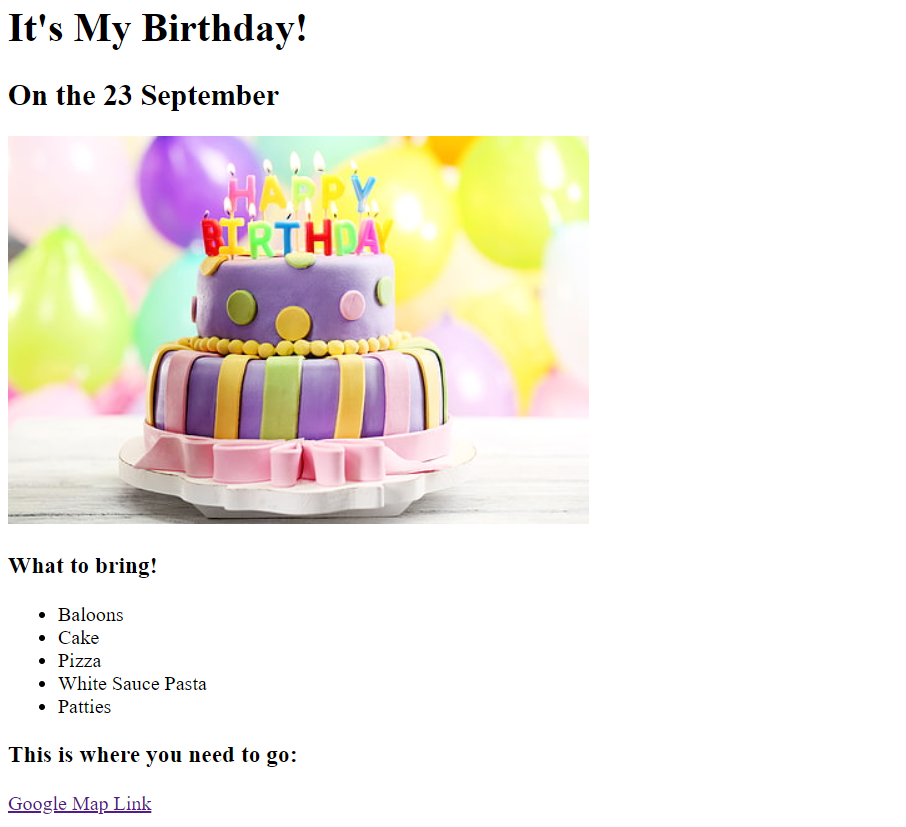 It's My Birthday!
On the 23 September
HAPPY
BIRTHDAY
What to bring!
Baloons
Cake
Pizza
White Sauce Pasta
Patties
This is where you need to go:
Google Map Link